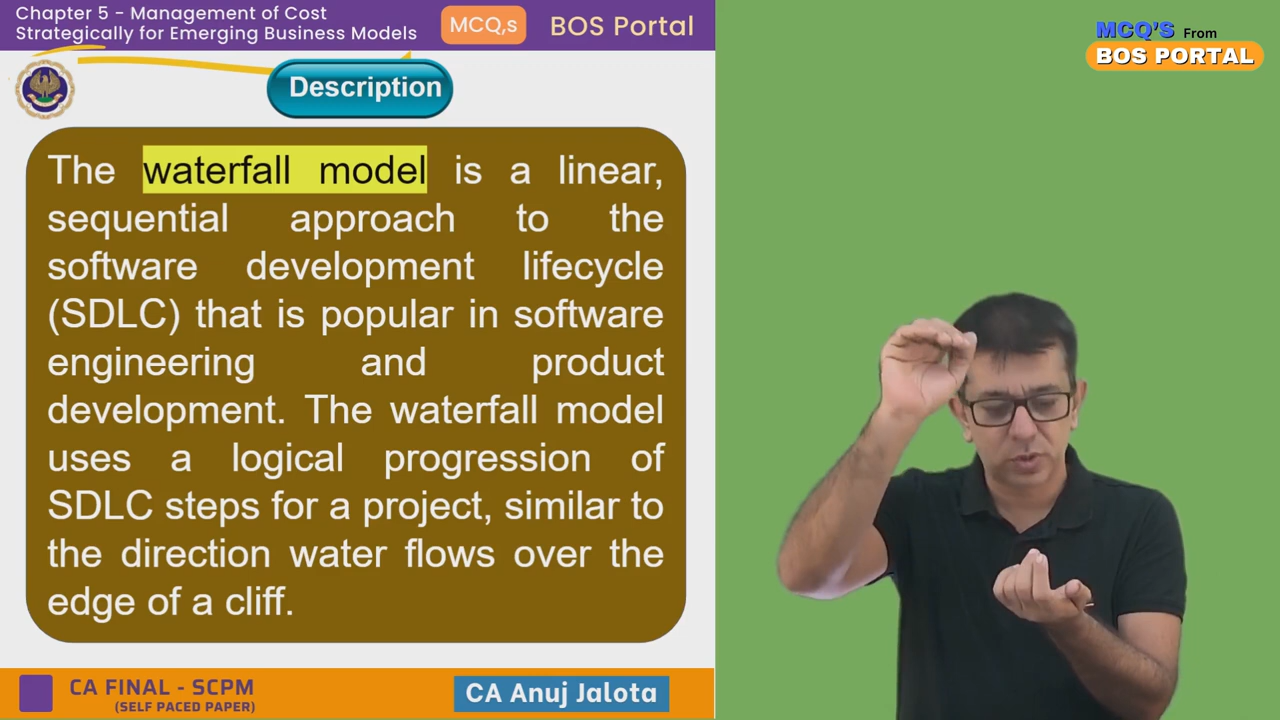 Chapter 5 - Management of Cost
Strategically for Emerging Business Models
MCQ,s
BOS Portal
MCQ'S From
BOS PORTAL
Description
The waterfall model is a linear,
sequential approach to the
software development lifecycle
(SDLC) that is popular in software
engineering and product
development. The waterfall model
uses a logical progression of
SDLC steps for a project, similar to
the direction water flows over the
edge of a cliff.
CA FINAL - SCPM
(SELF PACED PAPER)
CA Anuj Jalota